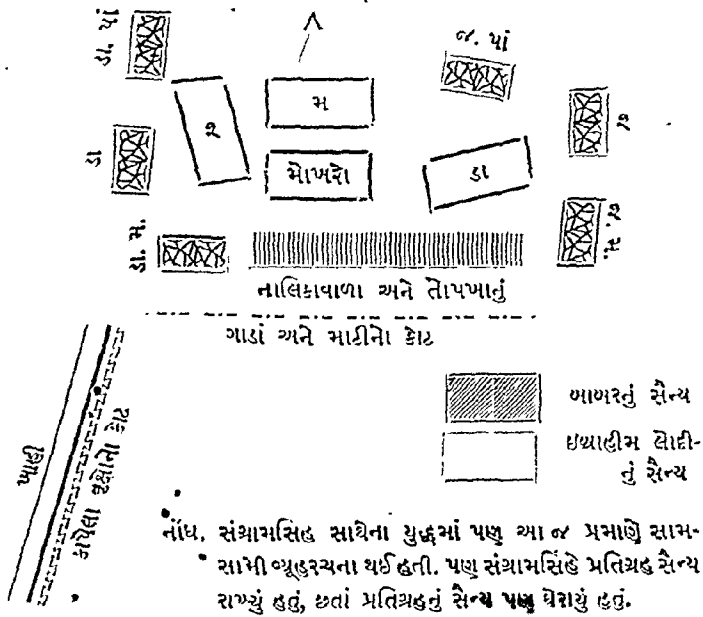 ડા. પાં
જ. પાં
મ
૨
જ
ડા
મોખરો
ડા
ડા. મ.
જ. મ.
નાલિકાવાળા અને તોપખાનું
ગાડાં અને માટીનો કોટ
ખાહી
કાપેલા વૃક્ષોનો કોટ
બાબરનું સૈન્ય
ઇબ્રાહીમ લોદી-
નું સૈન્ય
નોંધ. સંગ્રામસિંહ સાથેના યુદ્ધમાં પણ આ જ પ્રમાણે સામ-
સામી વ્યૂહરચના થઈ હતી. પણ સંગ્રામસિંહે પ્રતિગ્રહ સૈન્ય
રાખ્યું હતું, છતાં પ્રતિગ્રહનું સૈન્ય પણ ઘેરાયું હતું.